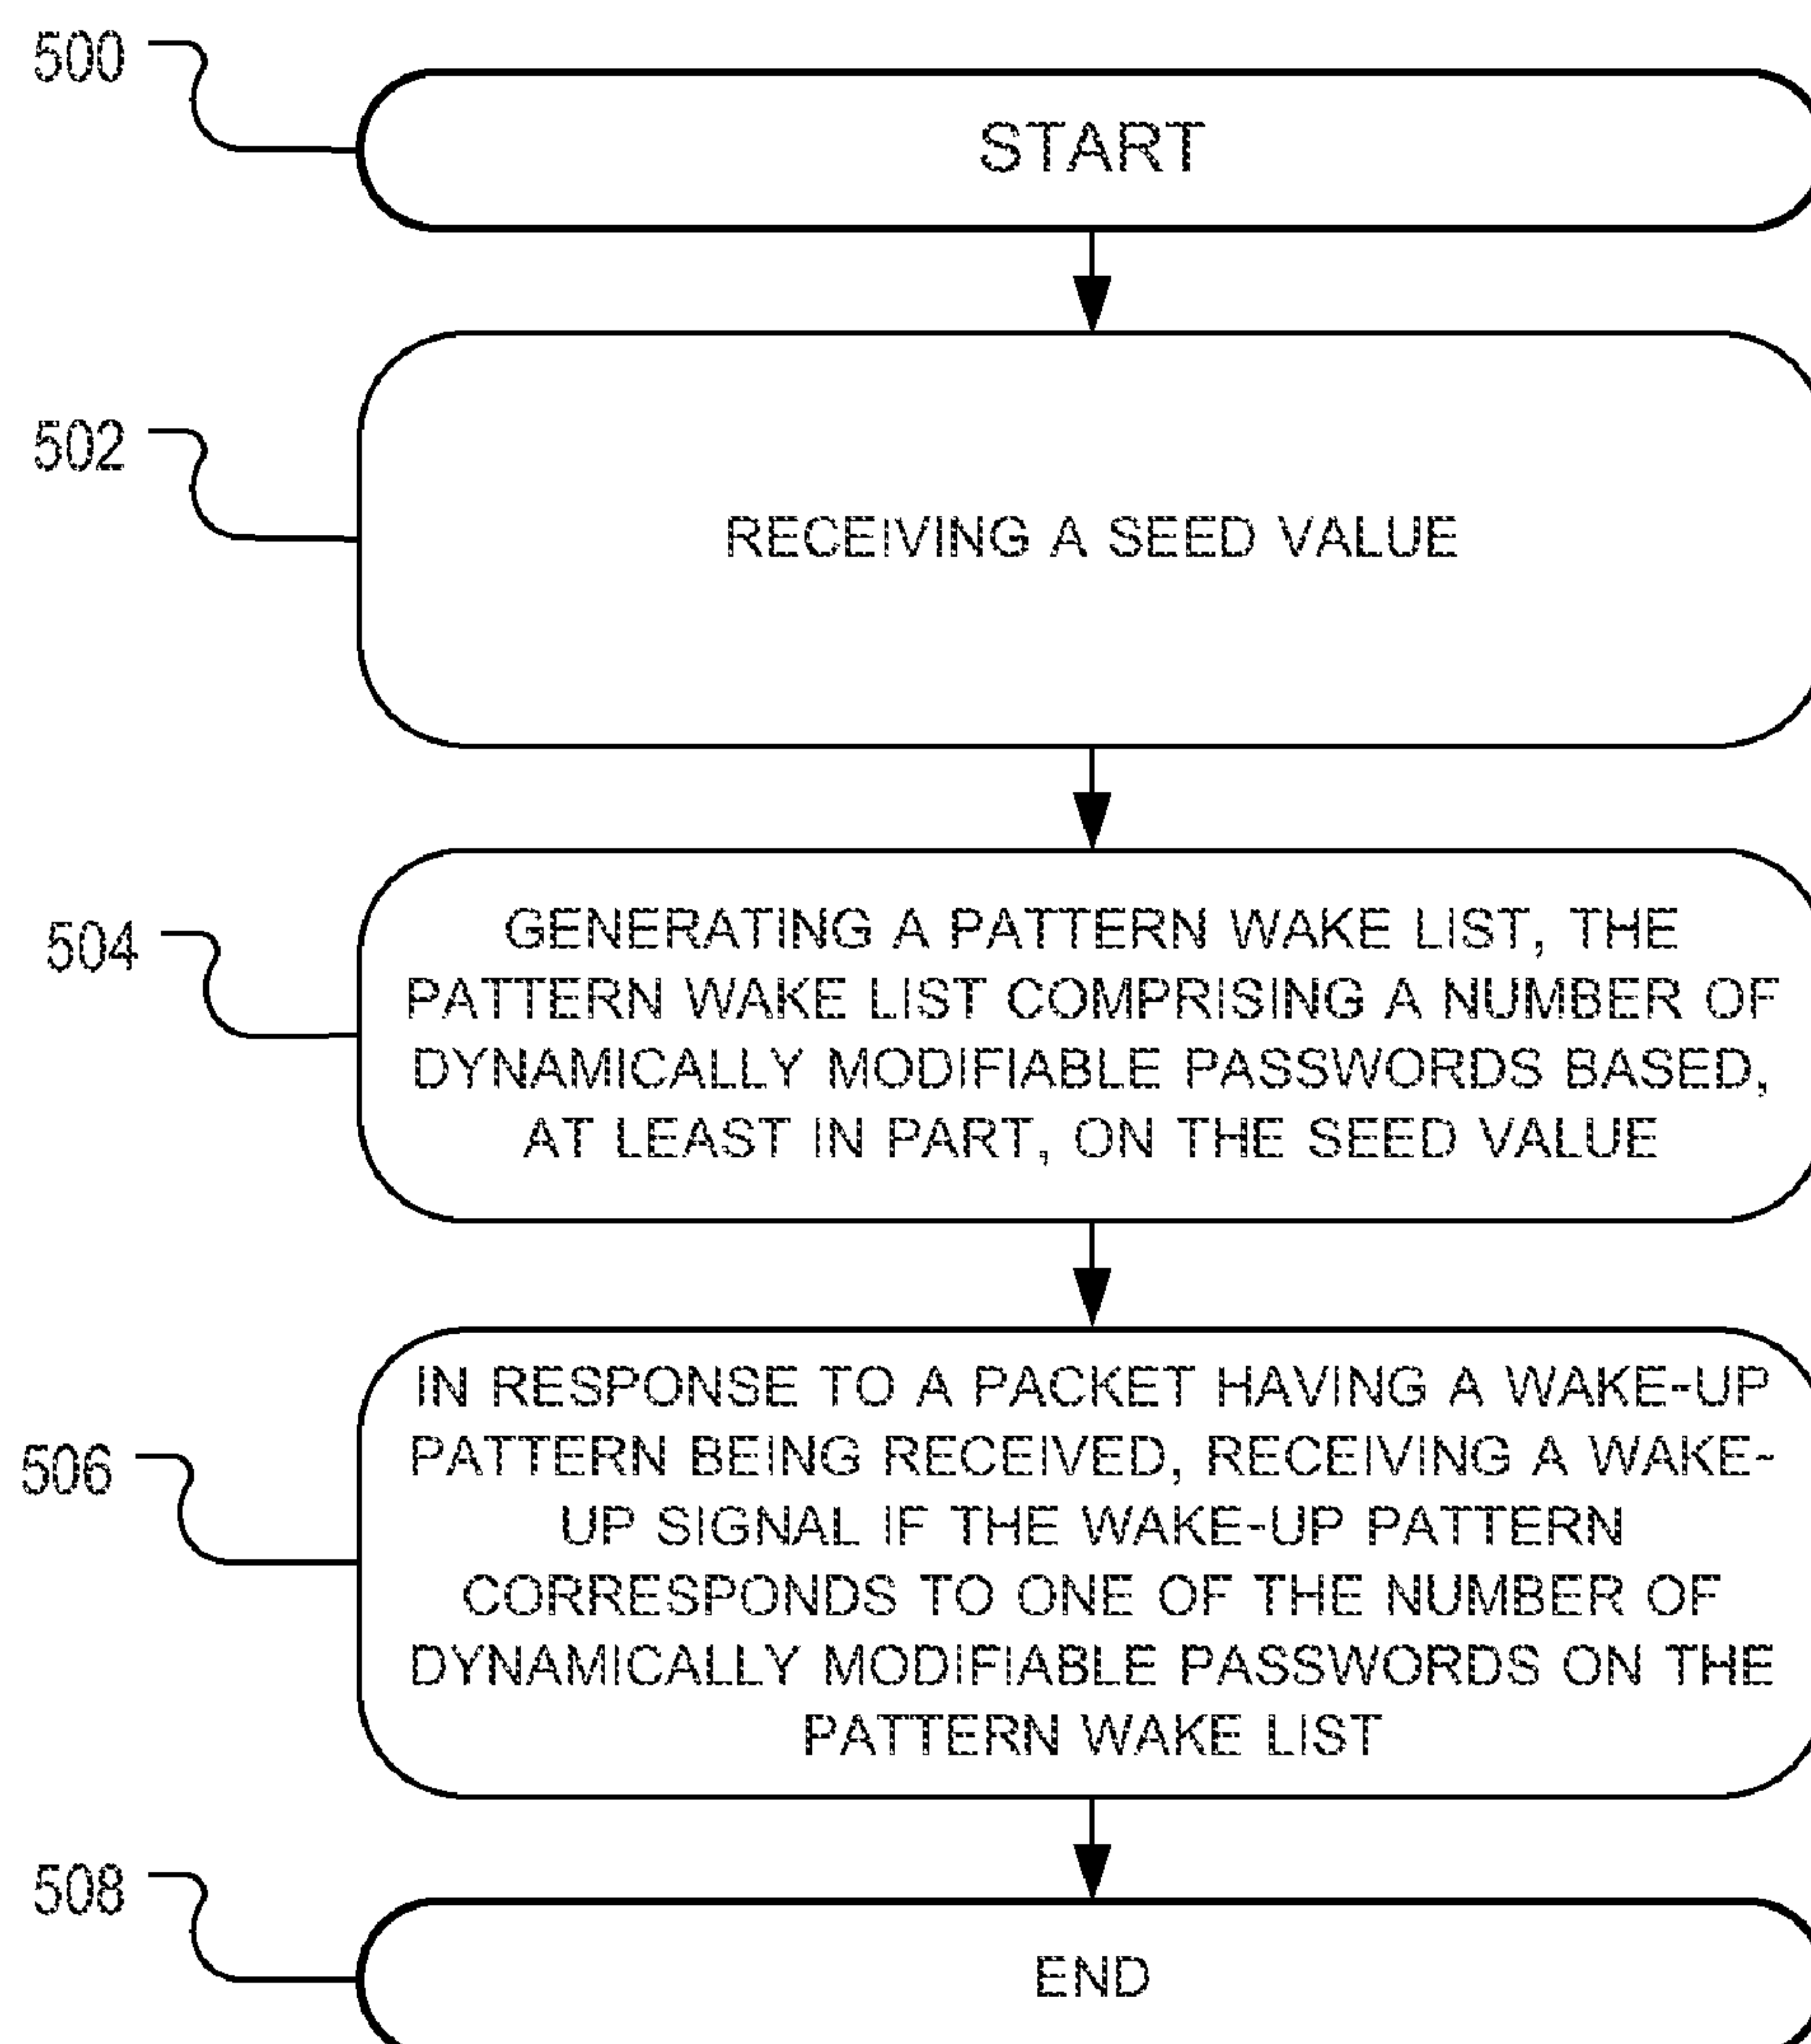 500
START
502
RECEIVING A SEED VALUE
504
GENERATING A PATTERN WAKE LIST, THE
PATTERN WAKE LIST COMPRISING A NUMBER OF
DYNAMICALLY MODIFIABLE PASSWORDS BASED,
AT LEAST IN PART, ON THE SEED VALUE
506
IN RESPONSE TO A PACKET HAVING A WAKE-UP
PATTERN BEING RECEIVED, RECEIVING A WAKE-
UP SIGNAL IF THE WAKE-UP PATTERN
CORRESPONDS TO ONE OF THE NUMBER OF
DYNAMICALLY MODIFIABLE PASSWORDS ON THE
PATTERN WAKE LIST
508
END